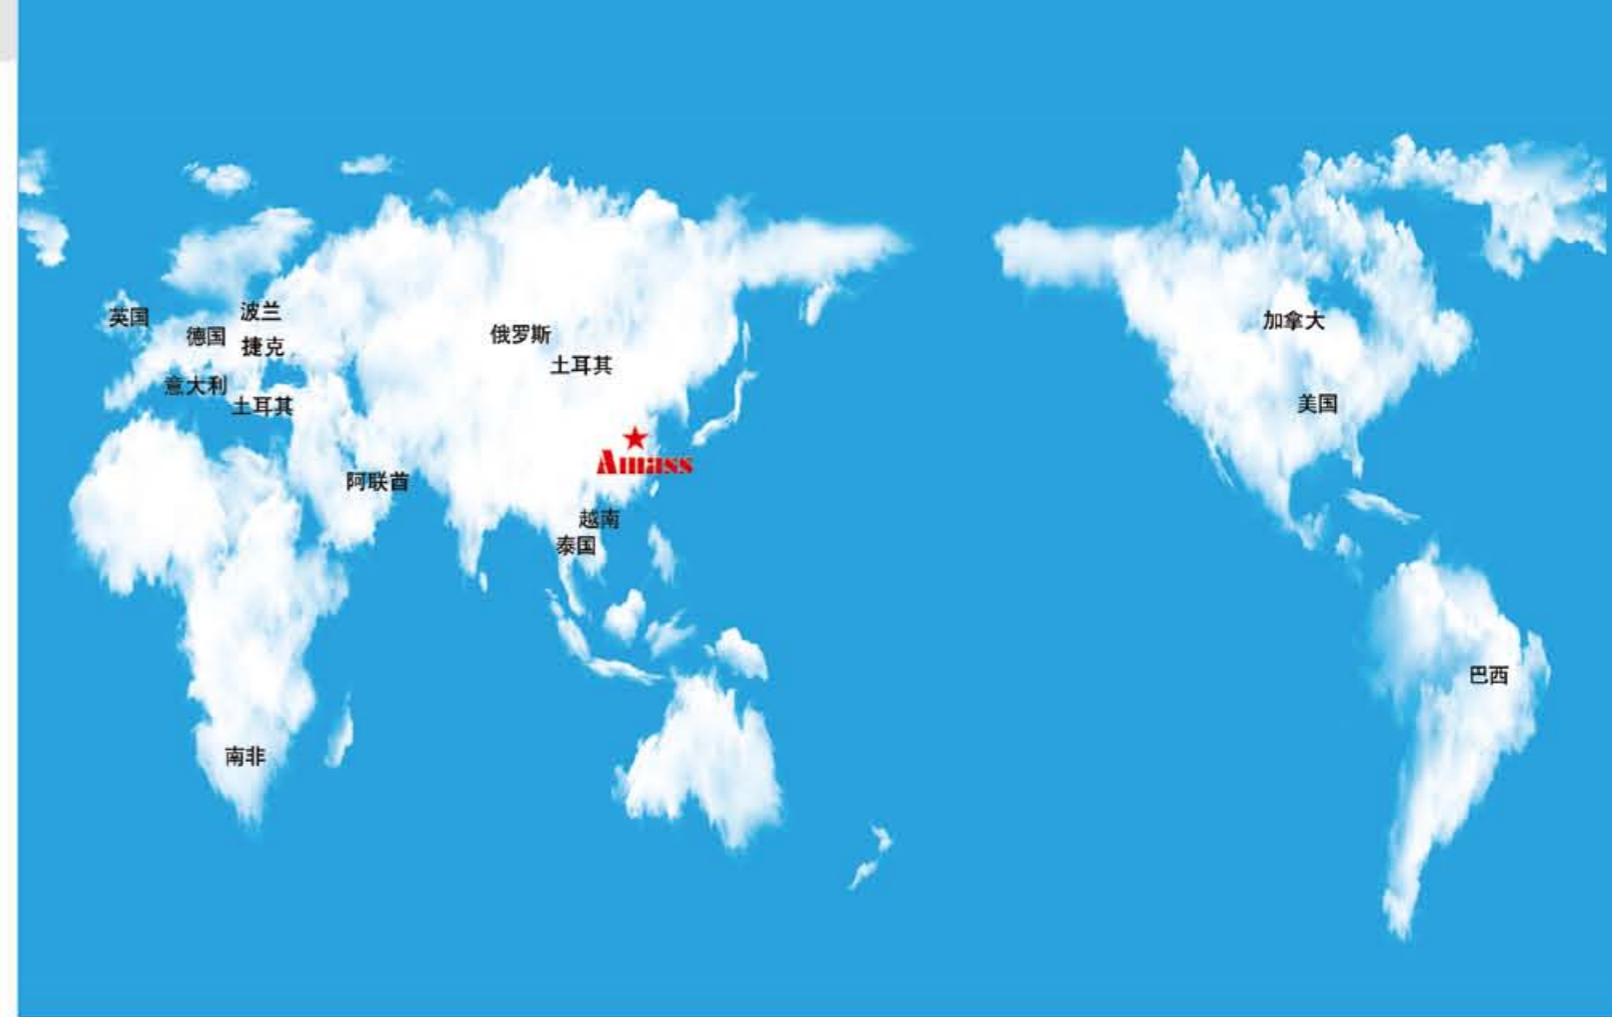 英国
波兰
德国
捷克
意大利
土耳其
俄罗斯
土耳其
Amass
阿联酋
越南
泰国
南非
加拿大
美国
巴西